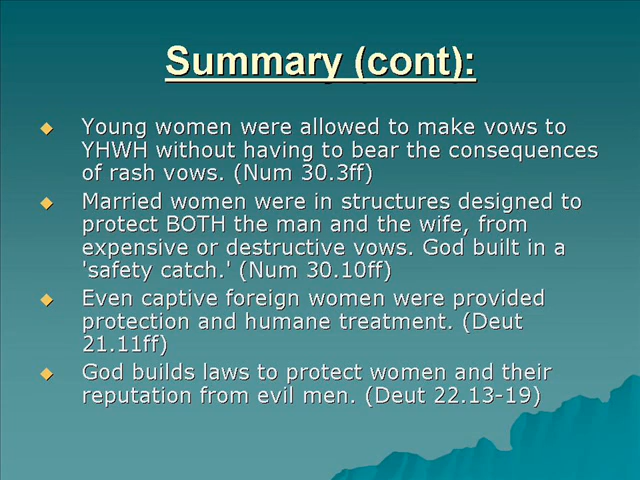 Summary (cont):
Young women were allowed to make vows to
YHWH without having to bear the consequences
of rash vows. (Num 30.3ff)
Married women were in structures designed to
protect BOTH the man and the wife, from
expensive or destructive vows. God built in a
'safety catch.' (Num 30.10ff)
Even captive foreign women were provided
protection and humane treatment. (Deut
21.11ff)
God builds laws to protect women and their
reputation from evil men. (Deut 22.13-19)